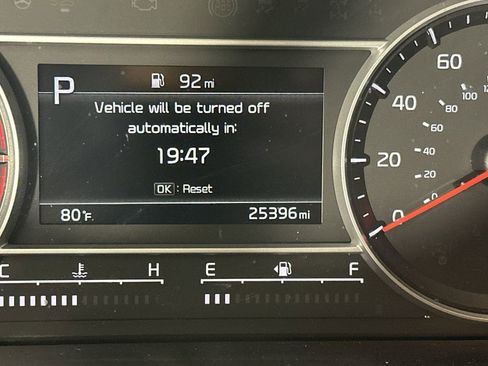 92 mi
P
Vehicle will be turned off
automatically in:
19:47
OK : Reset
80°F
25396 mi
C H
E F
60
40
20
0
100
80
60
40
0